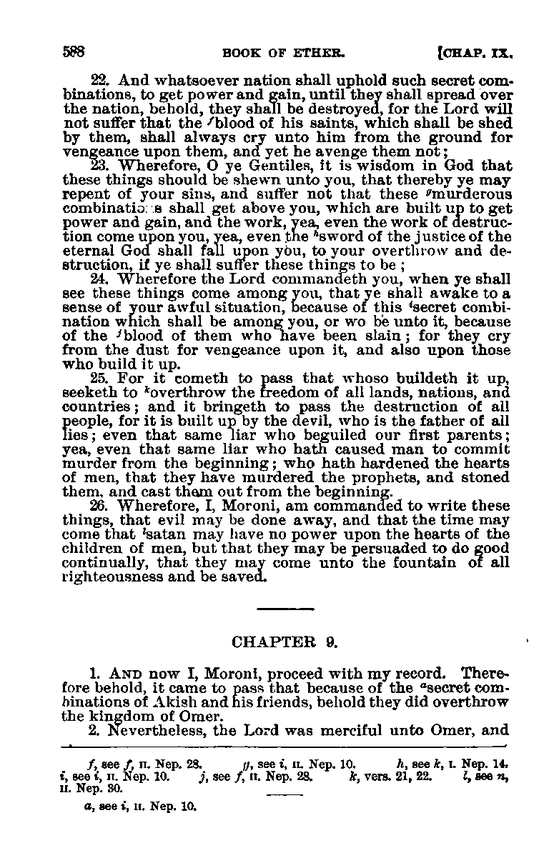 588 BOOK OF ETHER. [CHAP. IX.
22. And whatsoever nation shall uphold such secret com-
binations, to get power and gain, until they shall spread over
the nation, behold, they shall be destroyed, for the Lord will
not suffer that the ᶠblood of his saints, which shall be shed
by them, shall always cry unto him from the ground for
vengeance upon them, and yet he avenge them not;
23. Wherefore, O ye Gentiles, it is wisdom in God that
these things should be shewn unto you, that thereby ye may
repent of your sins, and suffer not that these ᵍmurderous
combinations shall get above you, which are built up to get
power and gain, and the work, yea, even the work of destruc-
tion come upon you, yea, even the ʰsword of the justice of the
eternal God shall fall upon you, to your overthrow and de-
struction, if ye shall suffer these things to be;
24. Wherefore the Lord commandeth you, when ye shall
see these things come among you, that ye shall awake to a
sense of your awful situation, because of this ⁱsecret combi-
nation which shall be among you, or wo be unto it, because
of the ʲblood of them who have been slain; for they cry
from the dust for vengeance upon it, and also upon those
who build it up.
25. For it cometh to pass that whoso buildeth it up,
seeketh to ᵏoverthrow the freedom of all lands, nations, and
countries; and it bringeth to pass the destruction of all
people, for it is built up by the devil, who is the father of all
lies; even that same liar who beguiled our first parents;
yea, even that same liar who hath caused man to commit
murder from the beginning; who hath hardened the hearts
of men, that they have murdered the prophets, and stoned
them, and cast them out from the beginning.
26. Wherefore, I, Moroni, am commanded to write these
things, that evil may be done away, and that the time may
come that ˡsatan may have no power upon the hearts of the
children of men, but that they may be persuaded to do good
continually, that they may come unto the fountain of all
righteousness and be saved.
CHAPTER 9.
1. AND now I, Moroni, proceed with my record. There-
fore behold, it came to pass that because of the ᵃsecret com-
binations of Akish and his friends, behold they did overthrow
the kingdom of Omer.
2. Nevertheless, the Lord was merciful unto Omer, and
f, see f, II. Nep. 28. g, see i, II. Nep. 10. h, see k, I. Nep. 14.
i, see i, II. Nep. 10. j, see f, II. Nep. 28. k, vers. 21, 22. l, see n,
II. Nep. 30.
a, see i, II. Nep. 10.